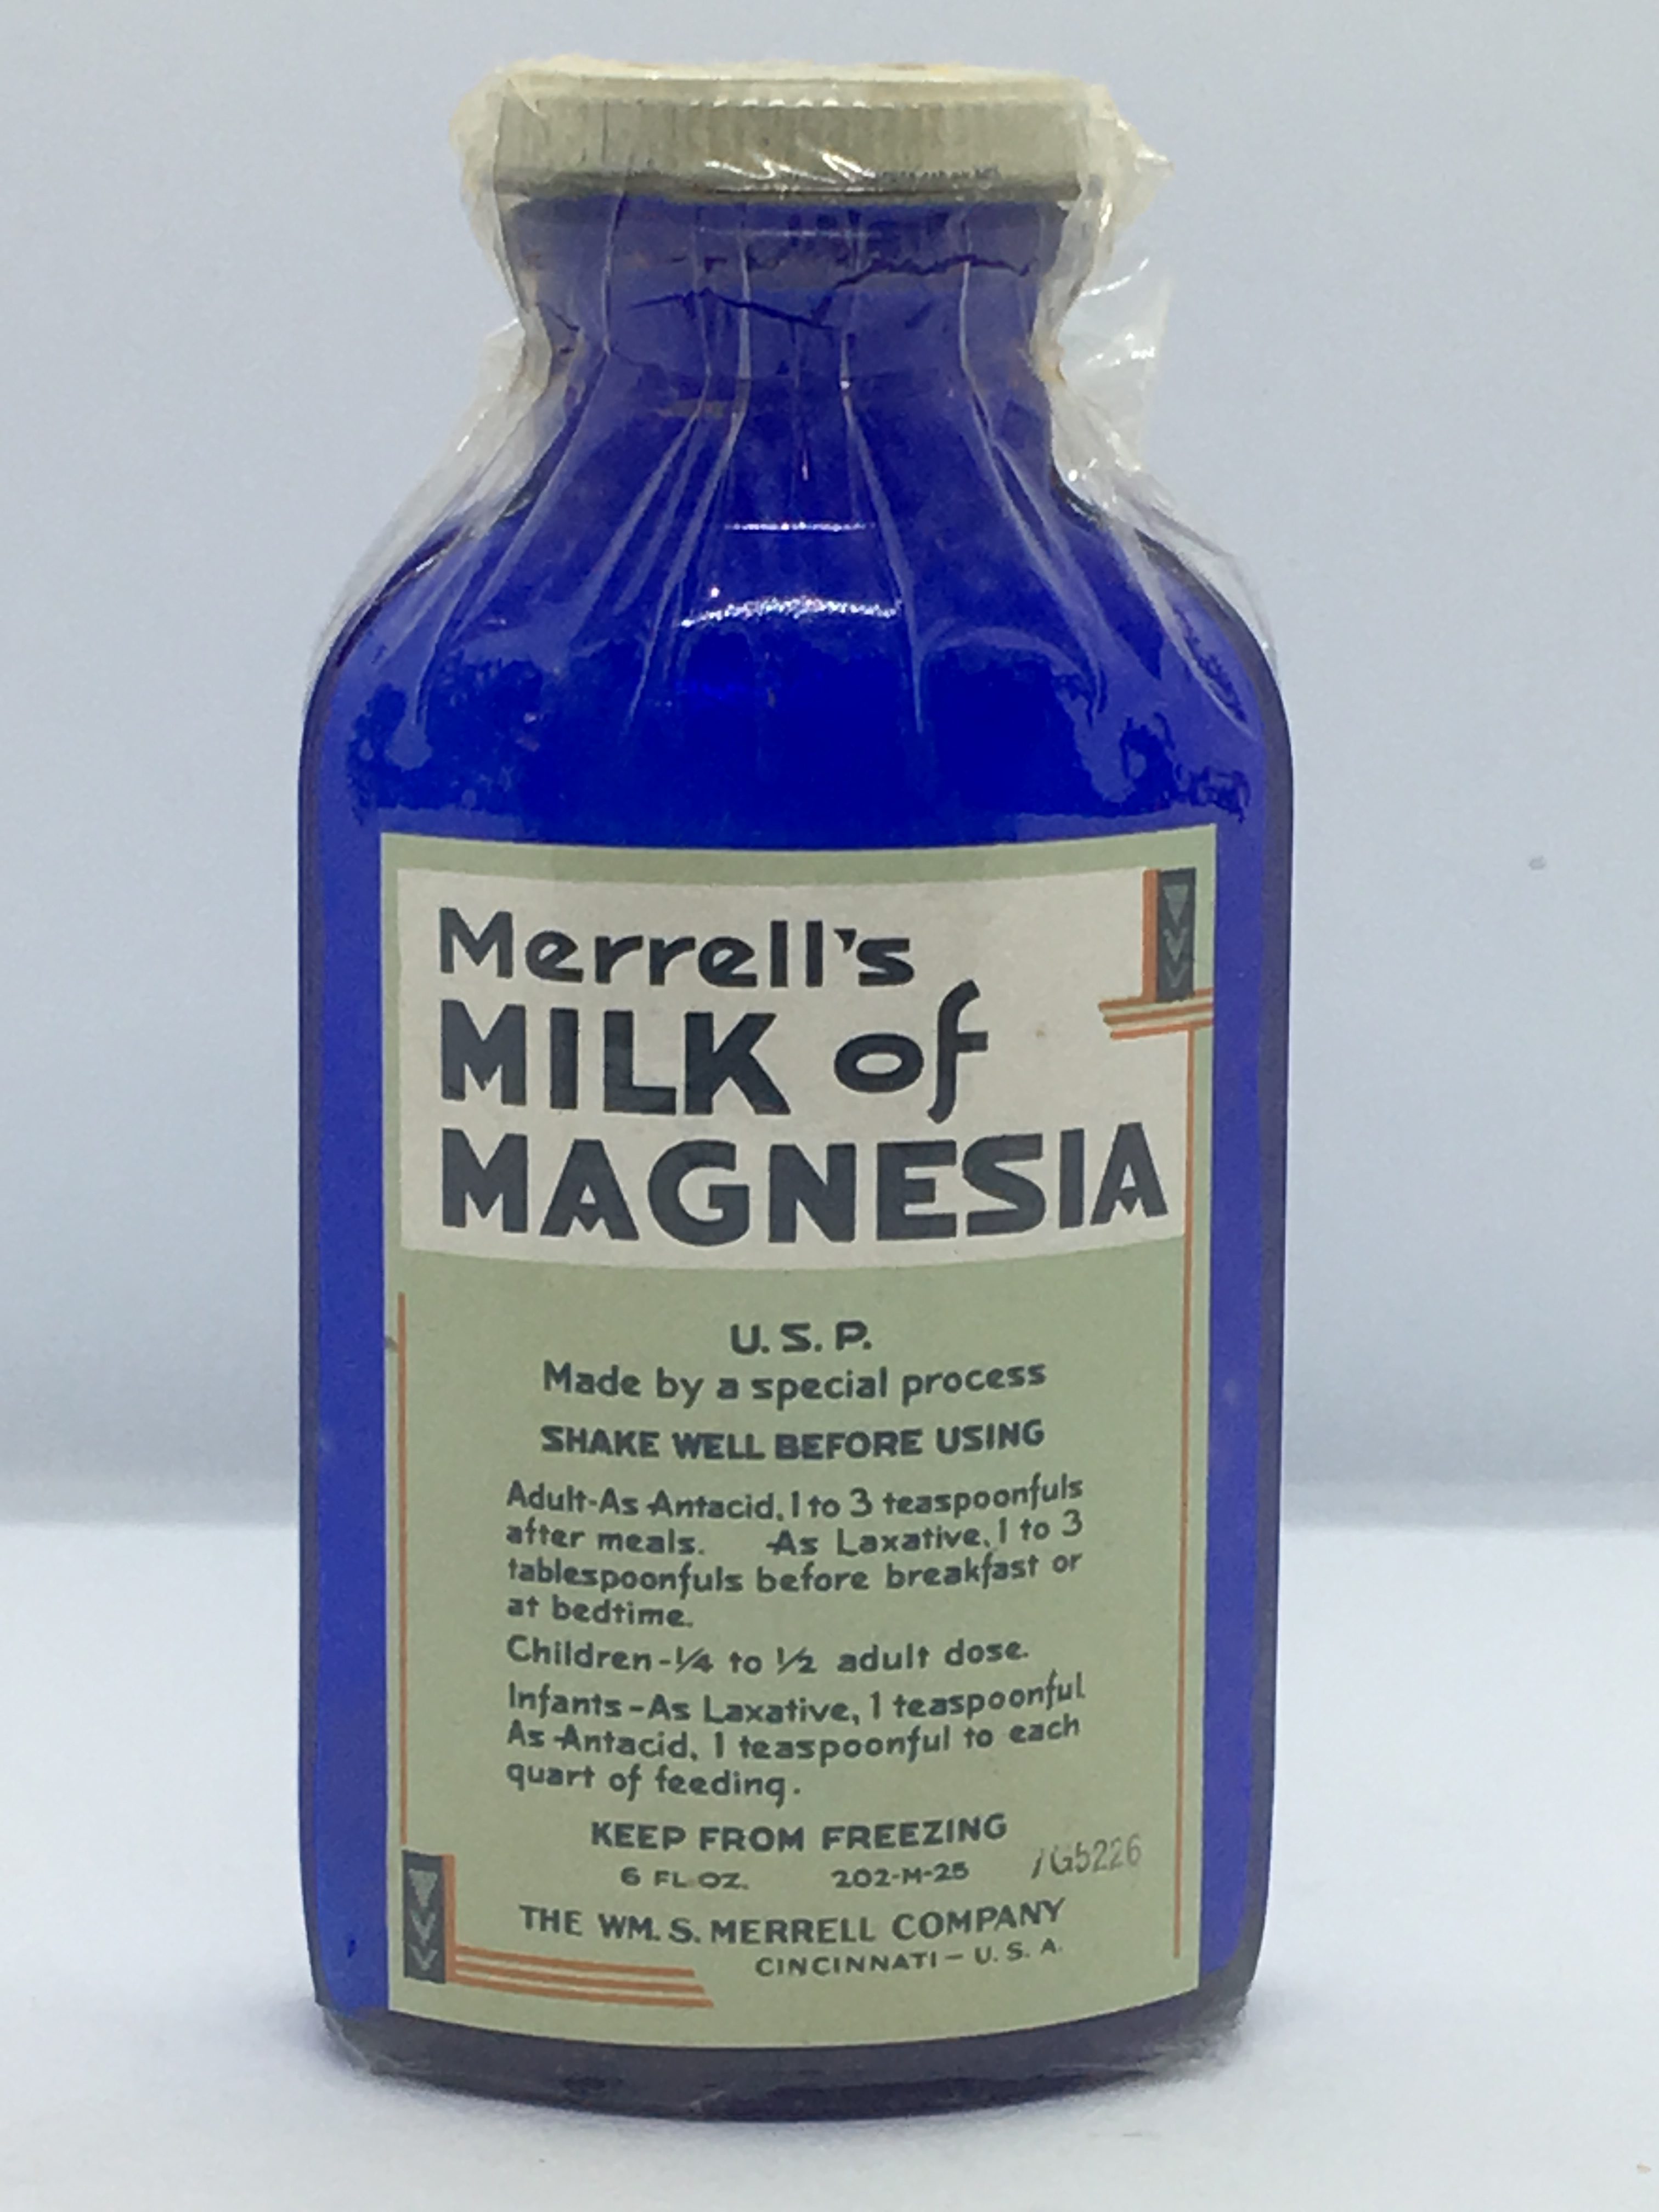 Merrell's
MILK of
MAGNESIA
U. S. P.
Made by a special process
SHAKE WELL BEFORE USING
Adult-As Antacid, 1 to 3 teaspoonfuls
after meals. As Laxative, 1 to 3
tablespoonfuls before breakfast or
at bedtime.
Children-1/4 to 1/2 adult dose.
Infants-As Laxative, 1 teaspoonful
As Antacid, 1 teaspoonful to each
quart of feeding.
KEEP FROM FREEZING
6 FL. OZ. 202-M-25
THE WM. S. MERRELL COMPANY
CINCINNATI - U. S. A.